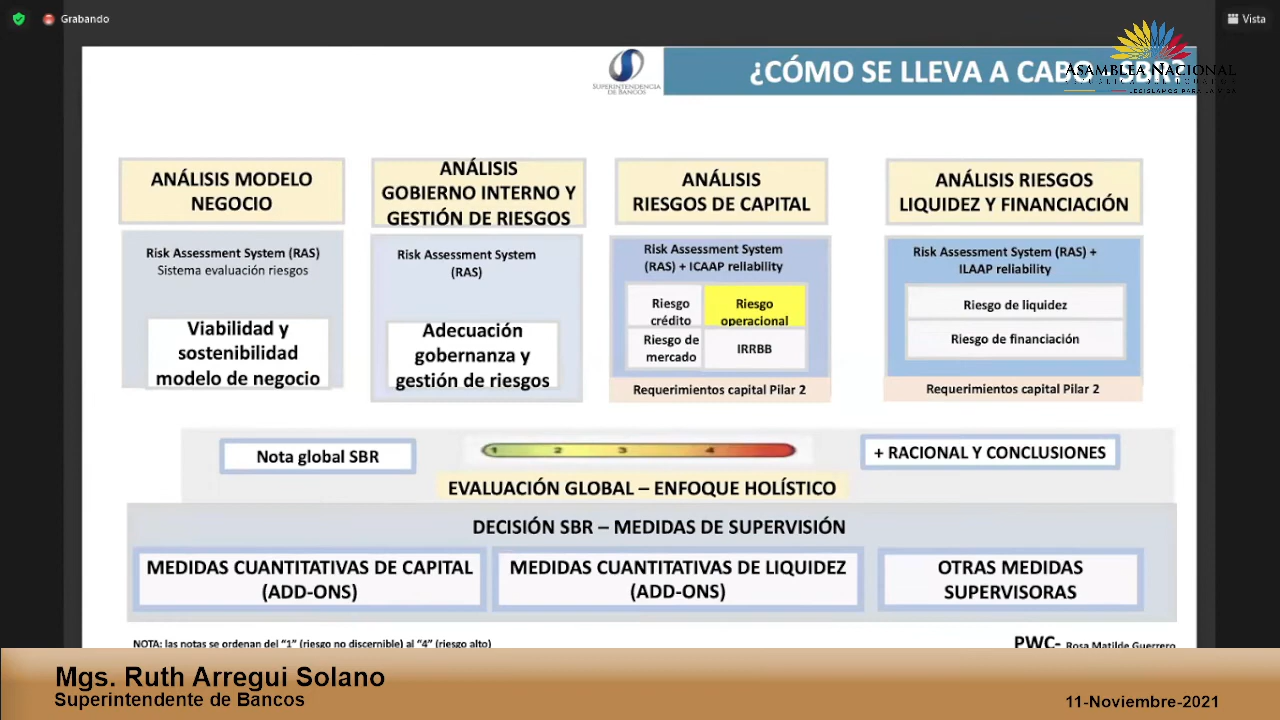 Grabando
Vista
SUPERINTENDENCIA
DE BANCOS
¿CÓMO SE LLEVA A CAB
ASAMBLEA NACIONAL
ANÁLISIS MODELO
NEGOCIO
Risk Assessment System (RAS)
Sistema evaluación riesgos
Viabilidad y
sostenibilidad
modelo de negocio
ANÁLISIS
GOBIERNO INTERNO Y
GESTIÓN DE RIESGOS
Risk Assessment System
(RAS)
Adecuación
gobernanza y
gestión de riesgos
ANÁLISIS
RIESGOS DE CAPITAL
Risk Assessment System
(RAS) + ICAAP reliability
Riesgo
crédito
Riesgo
operacional
Riesgo de
mercado
IRRBB
Requerimientos capital Pilar 2
ANÁLISIS RIESGOS
LIQUIDEZ Y FINANCIACIÓN
Risk Assessment System (RAS) +
ILAAP reliability
Riesgo de liquidez
Riesgo de financiación
Requerimientos capital Pilar 2
Nota global SBR
1 2 3 4
+ RACIONAL Y CONCLUSIONES
EVALUACIÓN GLOBAL – ENFOQUE HOLÍSTICO
DECISIÓN SBR – MEDIDAS DE SUPERVISIÓN
MEDIDAS CUANTITATIVAS DE CAPITAL
(ADD-ONS)
MEDIDAS CUANTITATIVAS DE LIQUIDEZ
(ADD-ONS)
OTRAS MEDIDAS
SUPERVISORAS
NOTA: las notas se ordenan del “1” (riesgo no discernible) al “4” (riesgo alto)
PWC- Rosa Matilde Guerrero
Mgs. Ruth Arregui Solano
Superintendente de Bancos
11-Noviembre-2021